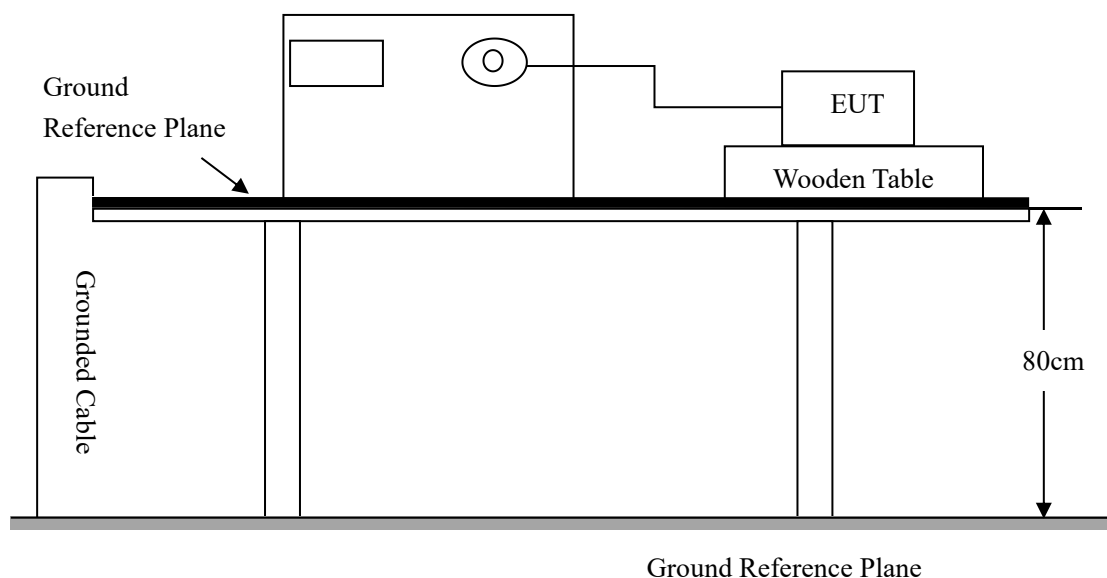 Ground
Reference Plane
EUT
Wooden Table
Grounded Cable
80cm
Ground Reference Plane